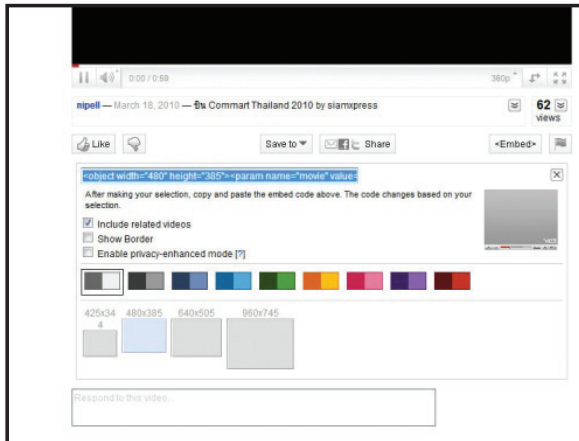 0:00 / 0:59 360p
nipell — March 18, 2010 — ชิน Commart Thailand 2010 by siamxpress 62 views
Like Save to Share <Embed>
<object width="480" height="385"><param name="movie" value=
After making your selection, copy and paste the embed code above. The code changes based on your
selection.
Include related videos
Show Border
Enable privacy-enhanced mode [?]
425x34
4 480x385 640x505 960x745
Respond to this video...